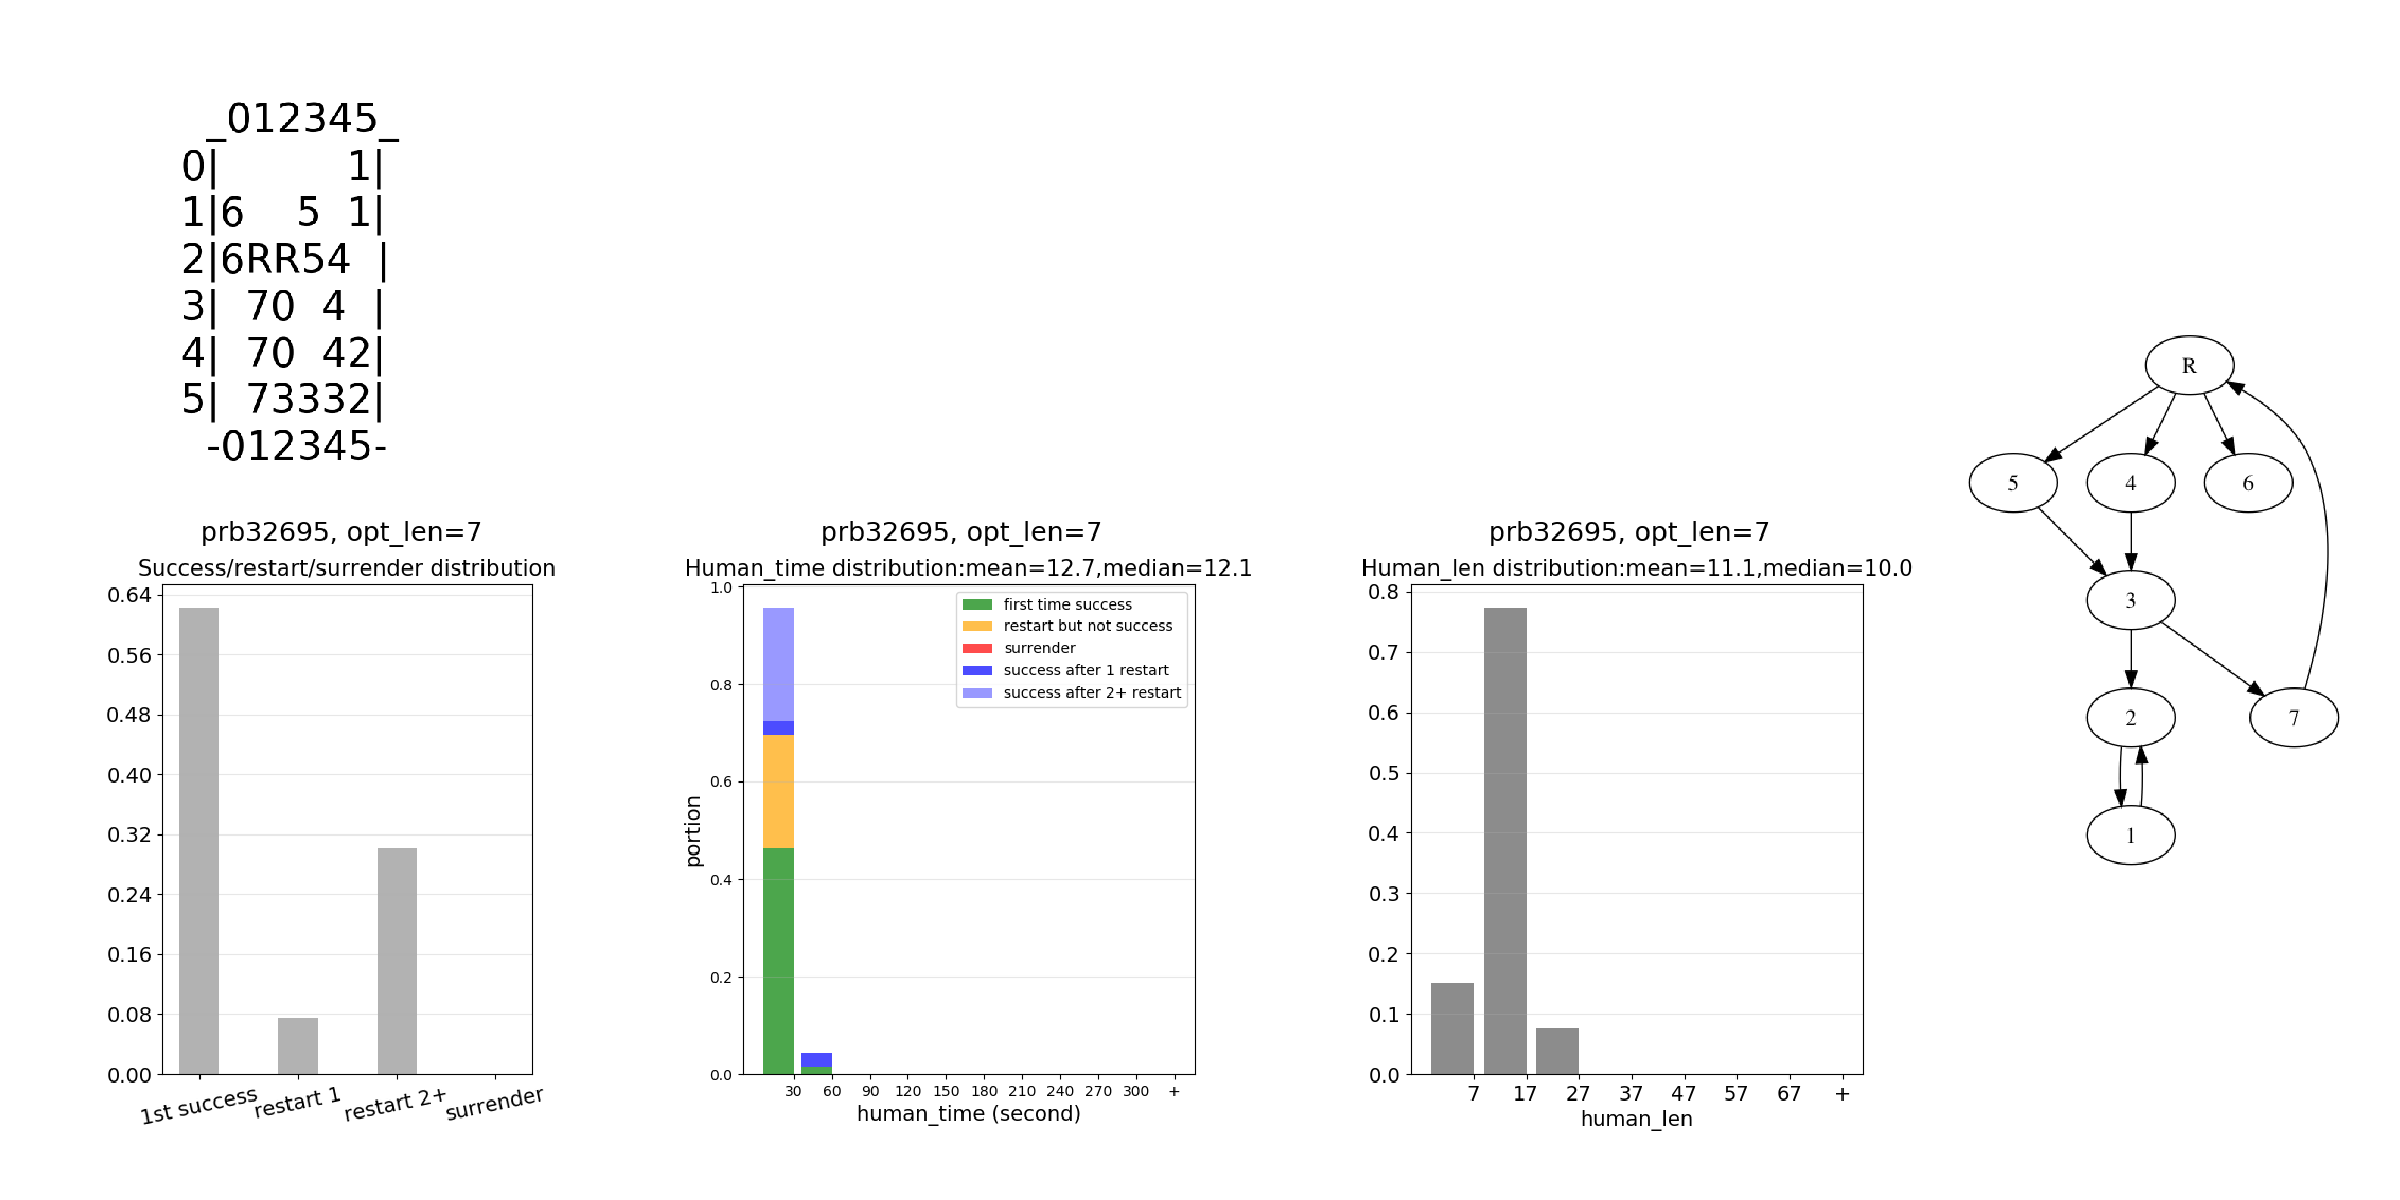 _012345_
0|     1|
1|6  5 1|
2|6RR54 |
3| 70 4 |
4| 70 42|
5| 73332|
-012345-
prb32695, opt_len=7
Success/restart/surrender distribution
0.64
0.56
0.48
0.40
0.32
0.24
0.16
0.08
0.00
1st success restart 1 restart 2+ surrender
prb32695, opt_len=7
Human_time distribution:mean=12.7,median=12.1
1.0
0.8
0.6
0.4
0.2
0.0
portion
first time success
restart but not success
surrender
success after 1 restart
success after 2+ restart
30 60 90 120 150 180 210 240 270 300 +
human_time (second)
prb32695, opt_len=7
Human_len distribution:mean=11.1,median=10.0
0.8
0.7
0.6
0.5
0.4
0.3
0.2
0.1
0.0
7 17 27 37 47 57 67 +
human_len
R
5 4 6
3
2 7
1